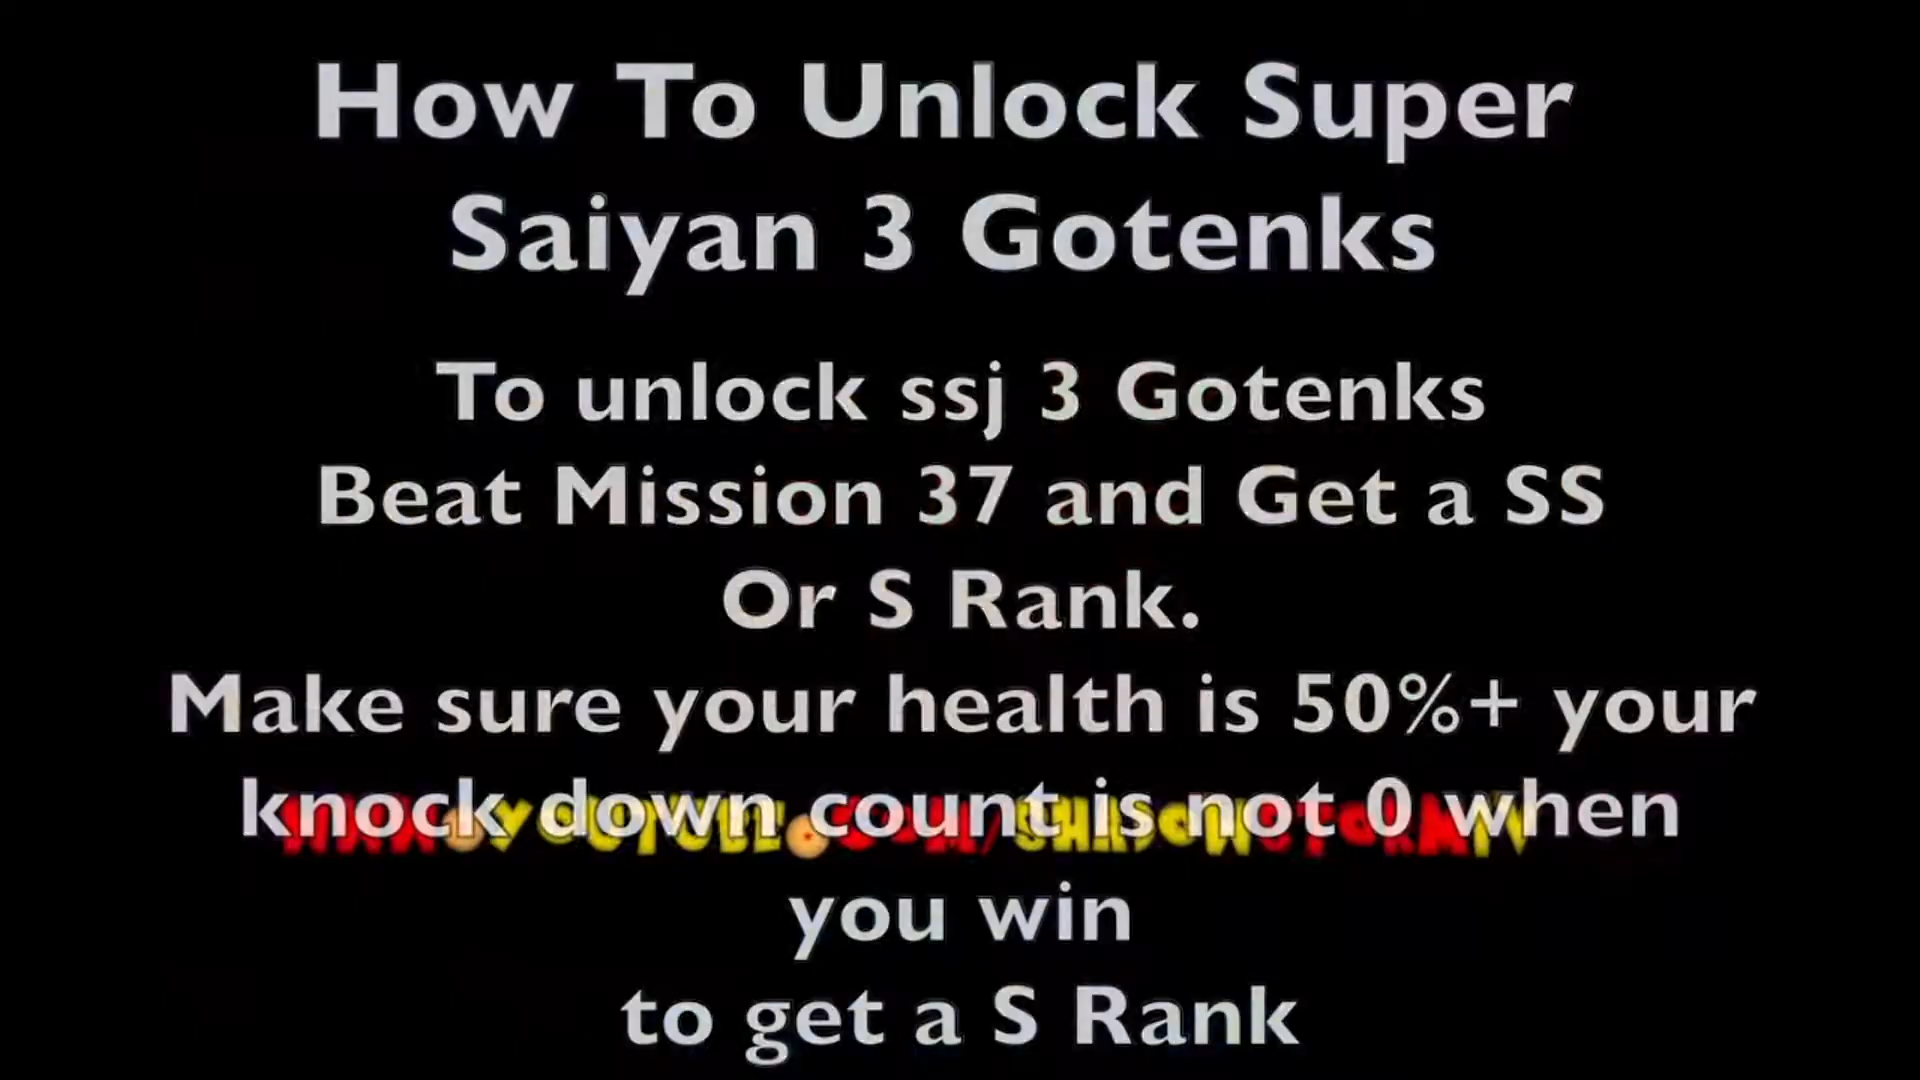 How To Unlock Super
Saiyan 3 Gotenks
To unlock ssj 3 Gotenks
Beat Mission 37 and Get a SS
Or S Rank.
Make sure your health is 50%+ your
knock down count is not 0 when
you win
to get a S Rank